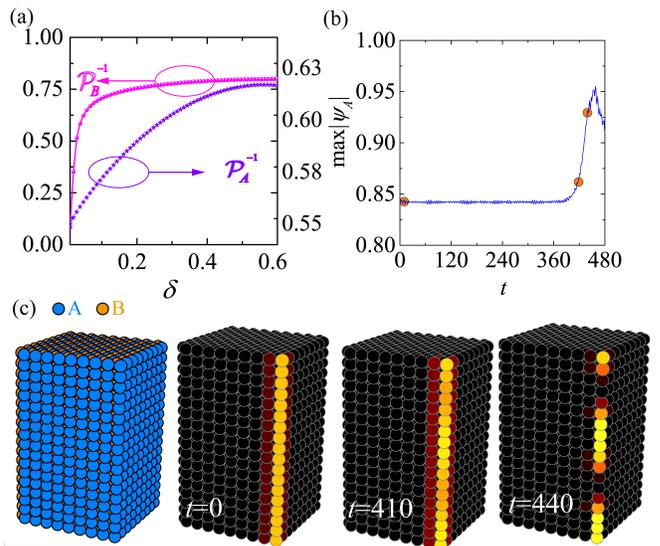 (a)
1.00
0.75
0.50
0.25
0.00
0.63
0.60
0.58
0.55
0.2 0.4 0.6
δ
𝒫_B^-1
𝒫_A^-1
(b)
1.00
0.95
0.90
0.85
0.80
max|ψ_A|
0 120 240 360 480
t
(c)
A B
t=0
t=410
t=440